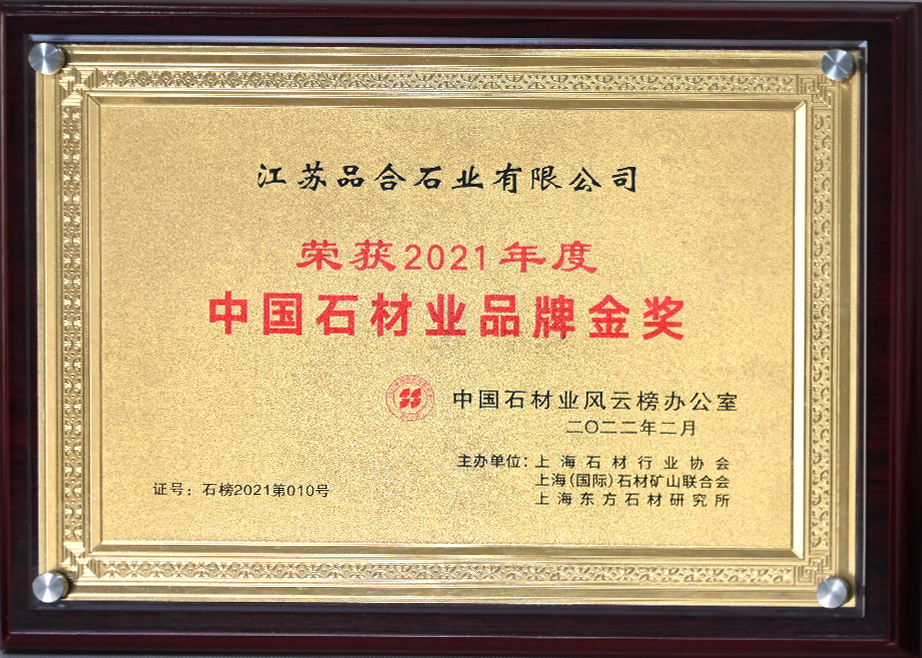 江苏品合石业有限公司
荣获2021年度
中国石材业品牌金奖
中国石材业风云榜办公室
二〇二二年二月
主办单位：上海石材行业协会
上海(国际)石材矿山联合会
上海东方石材研究所
证号：石榜2021第010号